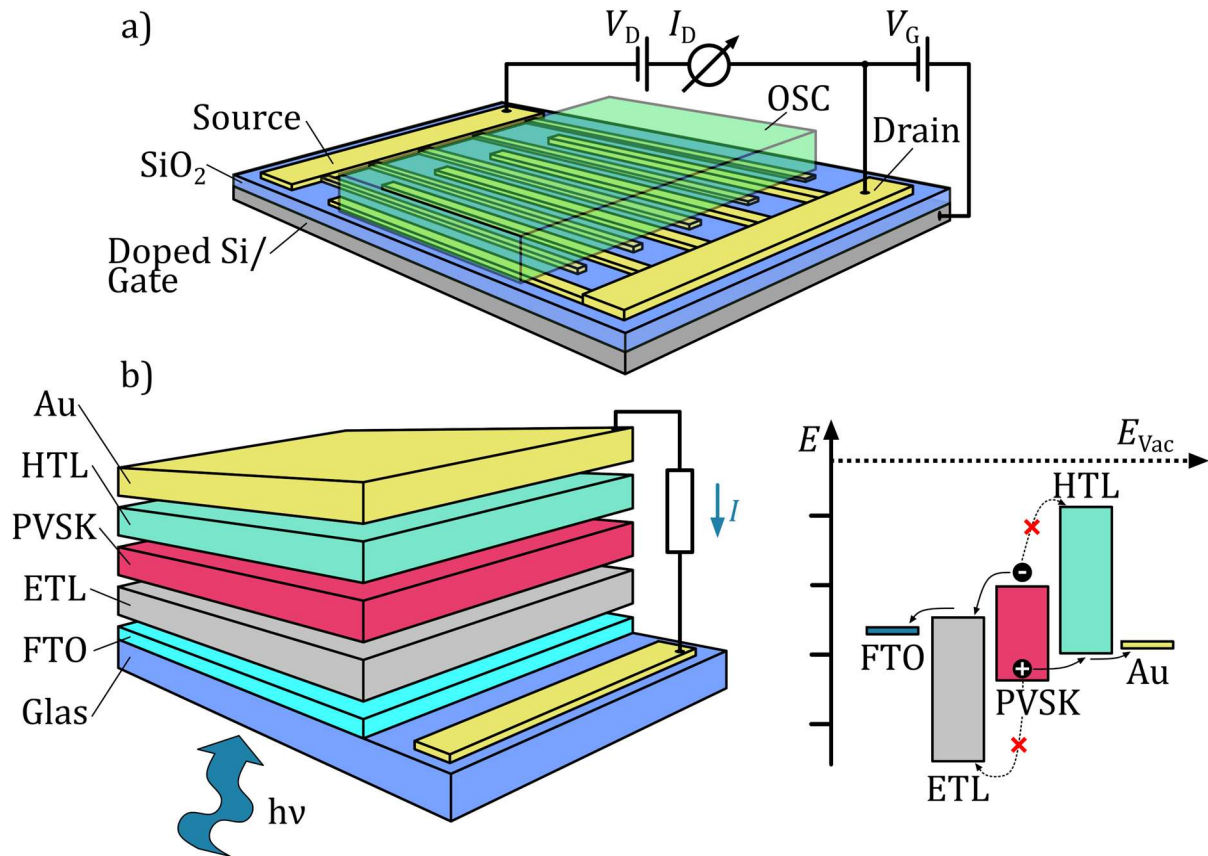 a)
V_D
I_D
V_G
OSC
Source
Drain
SiO₂
Doped Si/
Gate
b)
Au
HTL
PVSK
ETL
FTO
Glas
hν
I
E
E_Vac
HTL
−
FTO
+
PVSK
Au
ETL